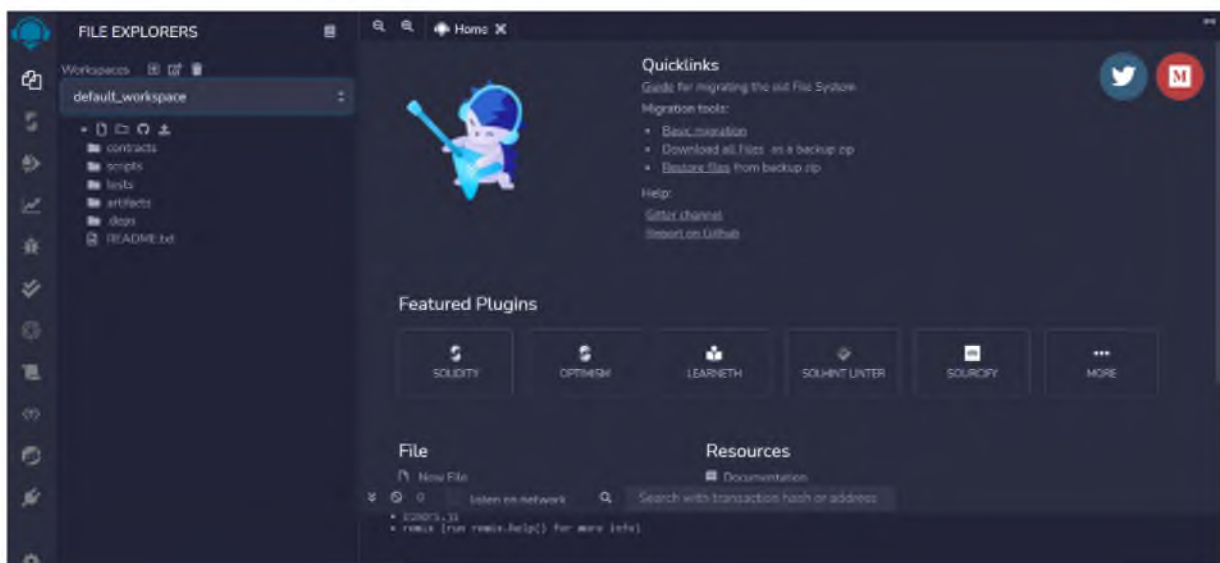 FILE EXPLORERS
Workspaces
default_workspace
contracts
scripts
tests
artifacts
.deps
README.txt
Home
Quicklinks
Guide for migrating the old File System
Migration tools:
• Basic migration
• Download all Files as a backup zip
• Restore files from backup zip
Help:
Gitter channel
Report on Github
M
Featured Plugins
SOLIDITY
OPTIMISM
LEARNETH
SOLHINT LINTER
SOURCIFY
MORE
File
New File
Resources
Documentation
0
listen on network
Search with transaction hash or address
• remix (run remix.help() for more info)